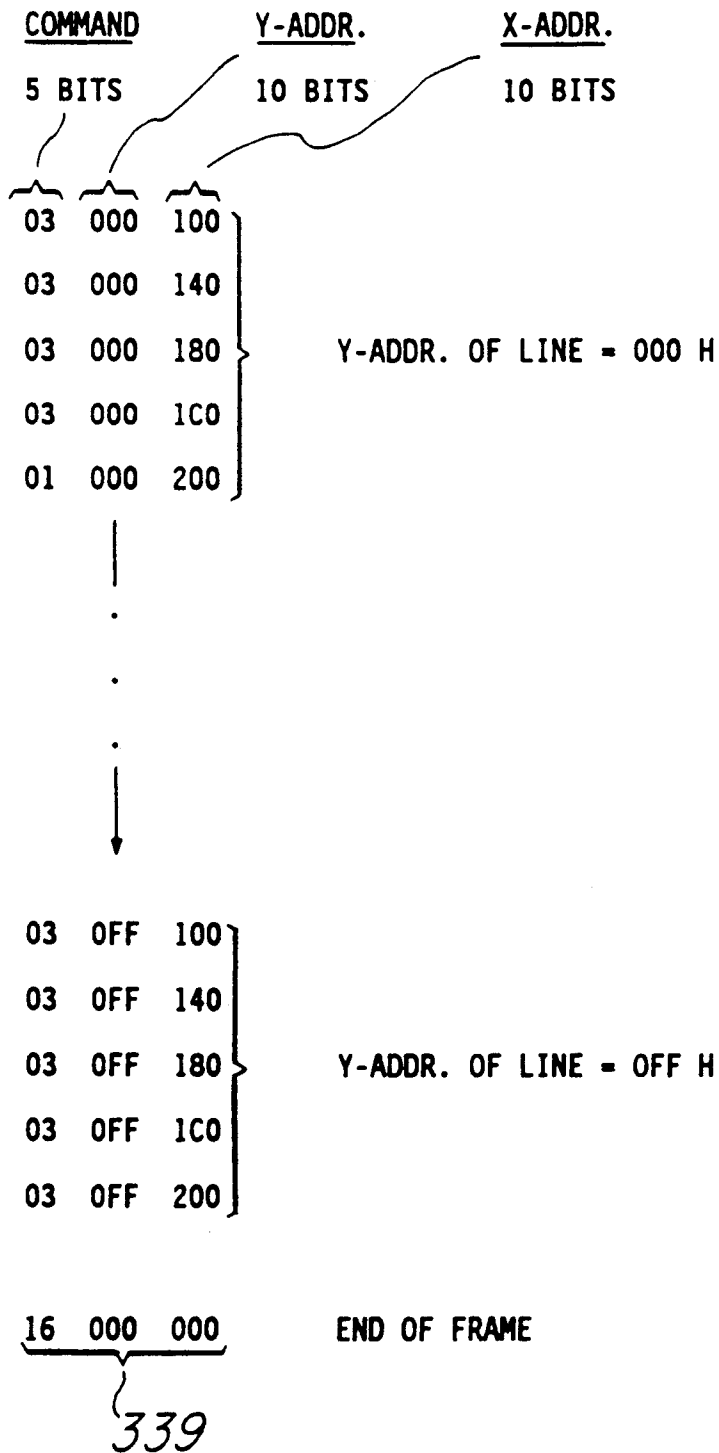 COMMAND Y-ADDR. X-ADDR.
5 BITS 10 BITS 10 BITS
03 000 100
03 000 140
03 000 180 Y-ADDR. OF LINE = 000 H
03 000 1C0
01 000 200
03 0FF 100
03 0FF 140
03 0FF 180 Y-ADDR. OF LINE = 0FF H
03 0FF 1C0
03 0FF 200
16 000 000 END OF FRAME
339